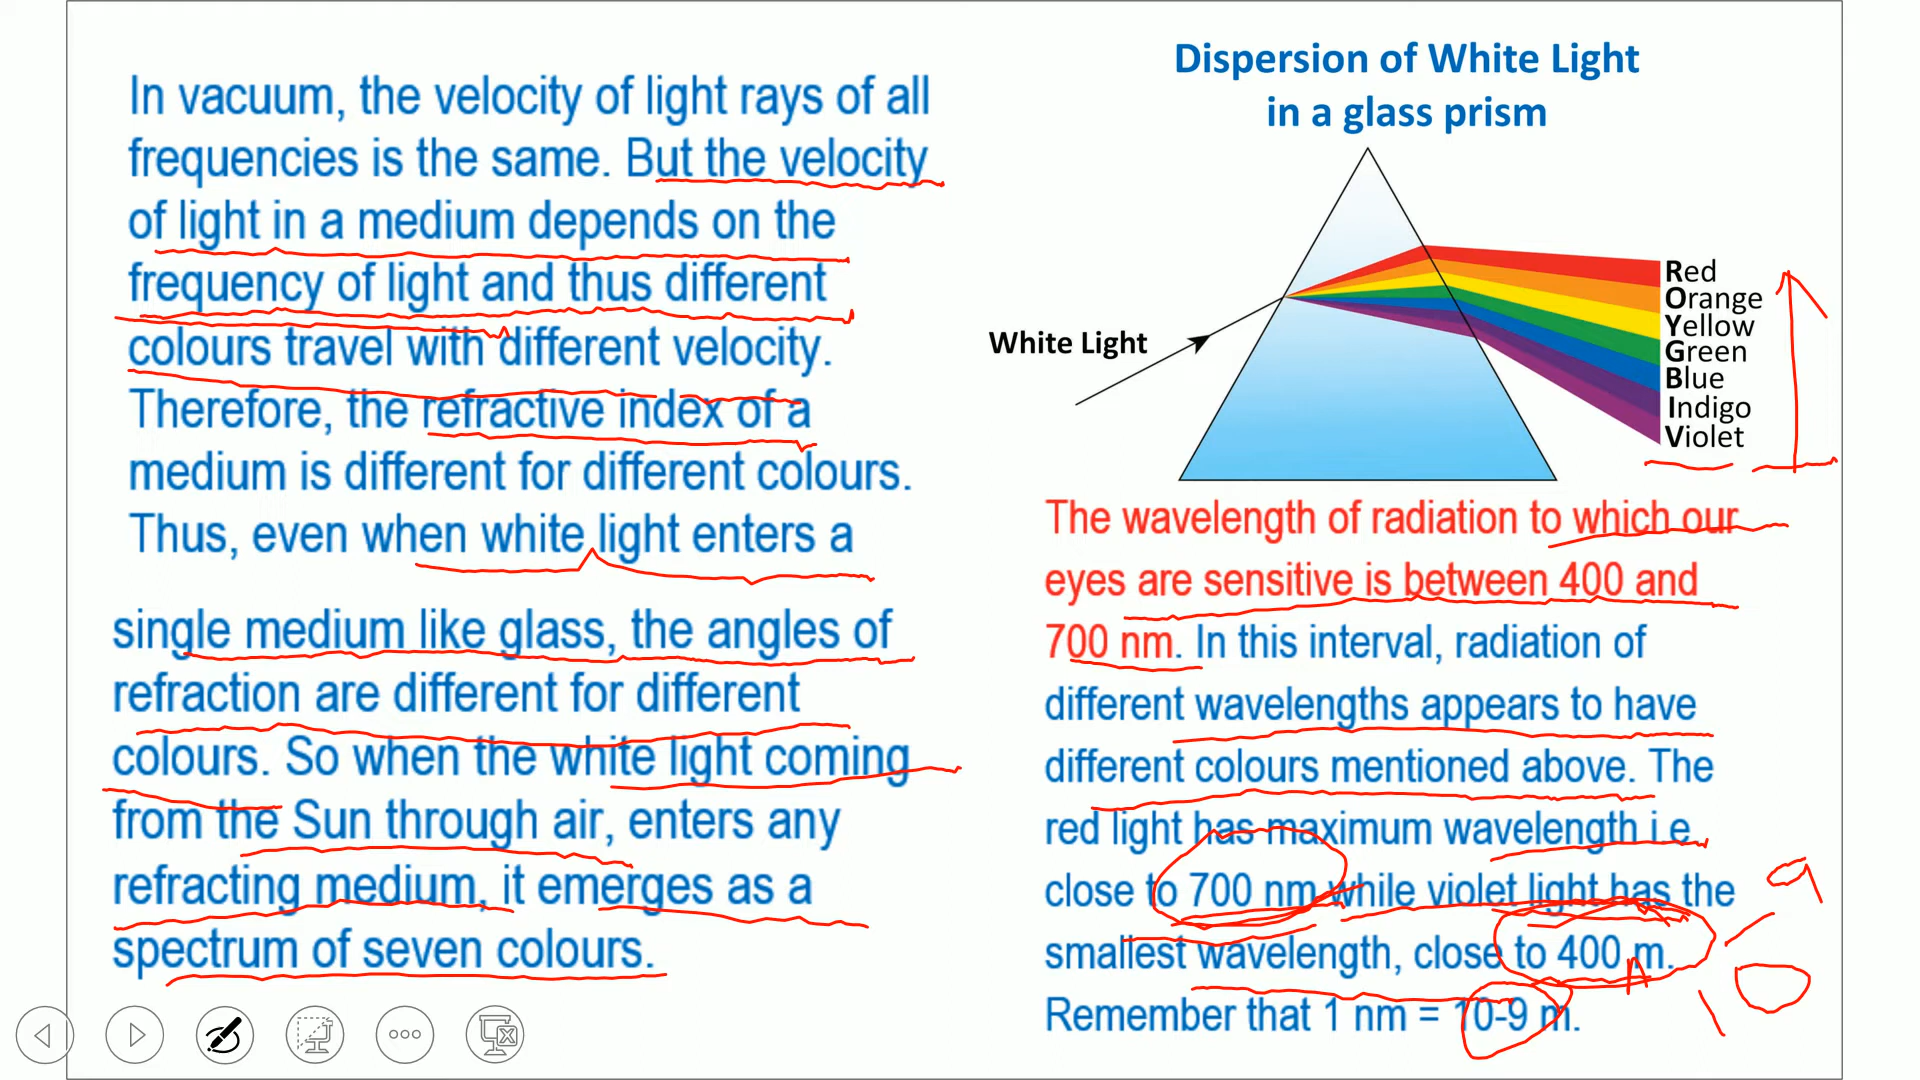 In vacuum, the velocity of light rays of all
frequencies is the same. But the velocity
of light in a medium depends on the
frequency of light and thus different
colours travel with different velocity.
Therefore, the refractive index of a
medium is different for different colours.
Thus, even when white light enters a
single medium like glass, the angles of
refraction are different for different
colours. So when the white light coming
from the Sun through air, enters any
refracting medium, it emerges as a
spectrum of seven colours.
Dispersion of White Light
in a glass prism
White Light
Red
Orange
Yellow
Green
Blue
Indigo
Violet
The wavelength of radiation to which our
eyes are sensitive is between 400 and
700 nm. In this interval, radiation of
different wavelengths appears to have
different colours mentioned above. The
red light has maximum wavelength i.e.
close to 700 nm while violet light has the
smallest wavelength, close to 400 m.
n
Remember that 1 nm = 10-9 m.
10-9